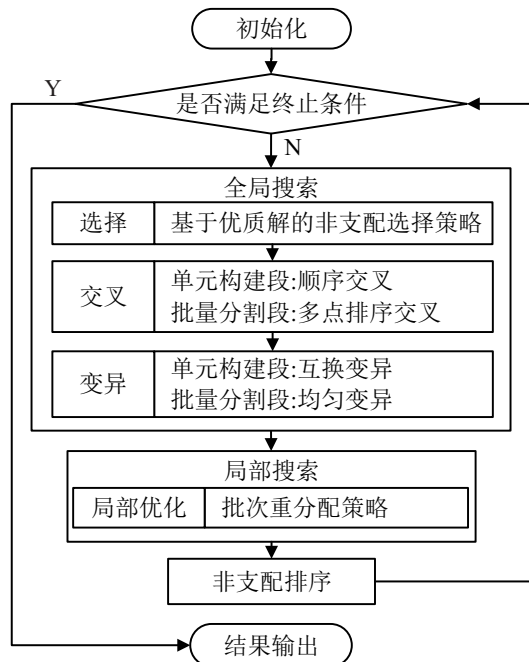 初始化
Y
是否满足终止条件
N
全局搜索
选择
基于优质解的非支配选择策略
交叉
单元构建段:顺序交叉
批量分割段:多点排序交叉
变异
单元构建段:互换变异
批量分割段:均匀变异
局部搜索
局部优化
批次重分配策略
非支配排序
结果输出